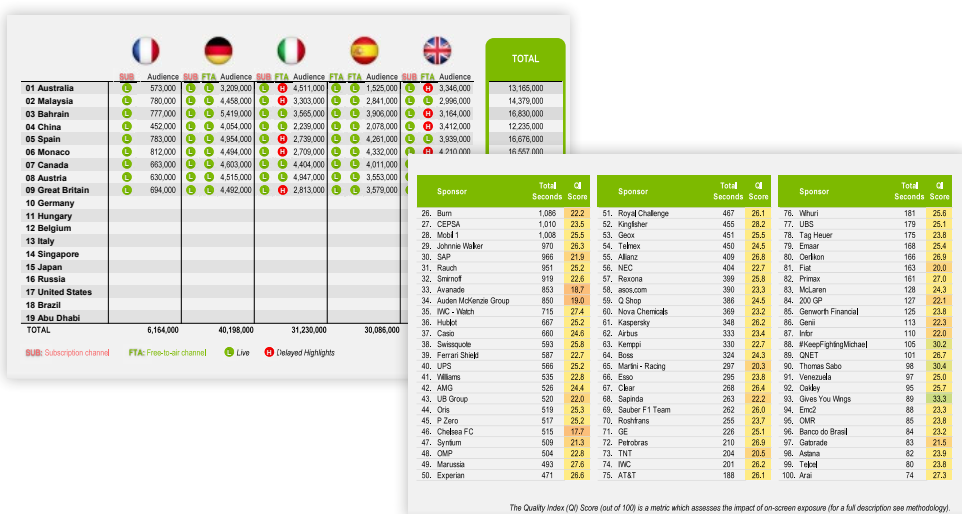 TOTAL
SUB Audience SUB FTA Audience SUB FTA Audience FTA FTA Audience SUB FTA Audience
01 Australia L 573,000 L L 3,209,000 L H 4,511,000 L L 1,525,000 L H 3,346,000 13,165,000
02 Malaysia L 780,000 L L 4,458,000 L H 3,303,000 L L 2,841,000 L L 2,996,000 14,379,000
03 Bahrain L 777,000 L L 5,419,000 L L 3,565,000 L L 3,906,000 L H 3,164,000 16,830,000
04 China L 452,000 L L 4,054,000 L L 2,239,000 L L 2,078,000 L H 3,412,000 12,235,000
05 Spain L 783,000 L L 4,954,000 L H 2,739,000 L L 4,261,000 L L 3,939,000 16,676,000
06 Monaco L 812,000 L L 4,494,000 L H 2,709,000 L L 4,332,000 L H 4,210,000 16,557,000
07 Canada L 663,000 L L 4,603,000 L L 4,404,000 L L 4,011,000
08 Austria L 630,000 L L 4,515,000 L L 4,947,000 L L 3,553,000
09 Great Britain L 694,000 L L 4,492,000 L H 2,813,000 L L 3,579,000
10 Germany
11 Hungary
12 Belgium
13 Italy
14 Singapore
15 Japan
16 Russia
17 United States
18 Brazil
19 Abu Dhabi
TOTAL 6,164,000 40,198,000 31,230,000 30,086,000
SUB: Subscription channel FTA: Free-to-air channel L Live H Delayed Highlights
Sponsor Total Seconds QI Score Sponsor Total Seconds QI Score Sponsor Total Seconds QI Score
26. Burn 1,086 22.2 51. Royal Challenge 467 26.1 76. Whuri 181 25.6
27. CEPSA 1,010 23.5 52. Kingfisher 455 28.2 77. UBS 179 25.1
28. Mobil 1 1,008 25.5 53. Geox 451 25.5 78. Tag Heuer 175 23.8
29. Johnnie Walker 970 26.3 54. Telmex 450 24.5 79. Emaar 168 25.4
30. SAP 966 21.9 55. Allianz 409 26.8 80. Oerlikon 166 26.9
31. Rauch 951 25.2 56. NEC 404 22.7 81. Fiat 163 20.0
32. Smirnoff 919 22.6 57. Rexona 399 25.8 82. Primax 161 27.0
33. Avanade 853 18.7 58. asos.com 390 23.3 83. McLaren 128 24.3
34. Auden McKenzie Group 850 19.0 59. Q Shop 386 24.5 84. 200 GP 127 22.1
35. IWC - Watch 715 27.4 60. Nova Chemicals 369 23.2 85. Genworth Financial 125 23.8
36. Hublot 667 25.2 61. Kaspersky 348 26.2 86. Genii 113 22.3
37. Casio 660 24.6 62. Airbus 333 23.4 87. Infor 110 22.0
38. Swissquote 593 25.8 63. Kemppi 330 22.7 88. #KeepFightingMichael 105 30.2
39. Ferrari Shield 587 22.7 64. Boss 324 24.3 89. QNET 101 26.7
40. UPS 566 25.2 65. Martini - Racing 297 20.3 90. Thomas Sabo 98 30.4
41. Williams 535 22.8 66. Esso 295 23.8 91. Venezuela 97 25.0
42. AMG 526 24.4 67. Clear 268 26.4 92. Oakley 95 25.7
43. UB Group 520 22.0 68. Sapinda 263 22.2 93. Gives You Wings 89 33.3
44. Oris 519 25.3 69. Sauber F1 Team 262 26.0 94. Emc2 88 23.3
45. P Zero 517 25.2 70. Roshfrans 255 23.7 95. OMR 85 23.8
46. Chelsea FC 515 17.7 71. GE 226 25.1 96. Banco do Brasil 84 23.2
47. Syntium 509 21.3 72. Petrobras 210 26.9 97. Gatorade 83 21.5
48. OMP 504 22.8 73. TNT 204 20.5 98. Astana 82 23.9
49. Marussia 493 27.6 74. IWC 201 26.2 99. Telcel 80 23.8
50. Experian 471 26.6 75. AT&T 188 26.1 100. Arai 74 27.3
The Quality Index (QI) Score (out of 100) is a metric which assesses the impact of on-screen exposure (for a full description see methodology).